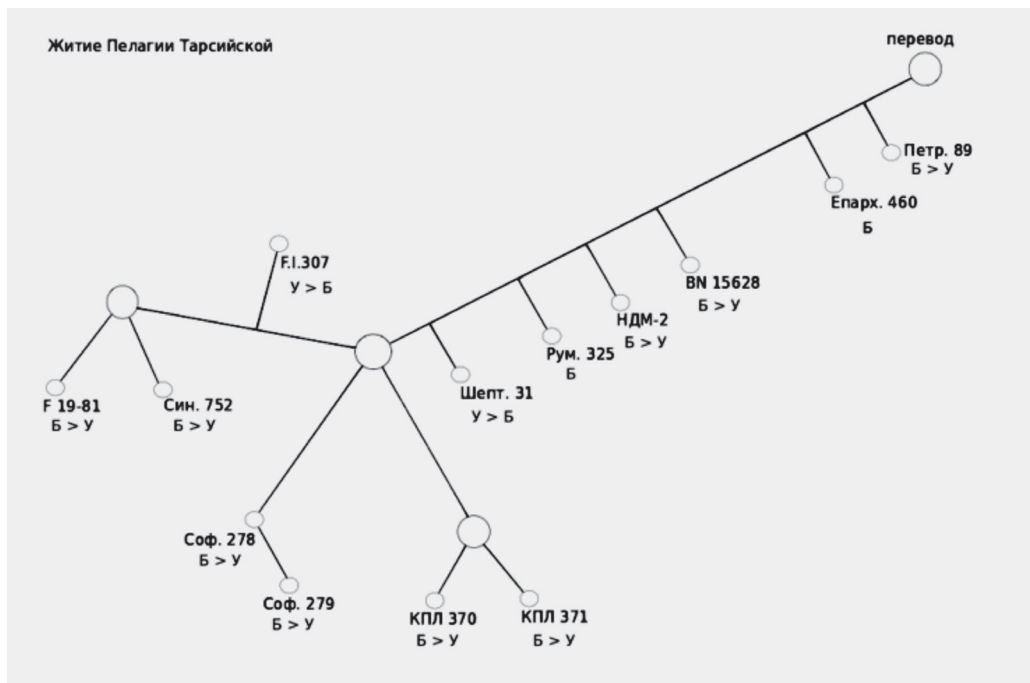 Житие Пелагии Тарсийской
перевод
Петр. 89
Б > У
Епарх. 460
Б
F.I.307
У > Б
BN 15628
Б > У
НДМ-2
Б > У
Рум. 325
Б
Шепт. 31
У > Б
F 19-81
Б > У
Син. 752
Б > У
Соф. 278
Б > У
Соф. 279
Б > У
КПЛ 370
Б > У
КПЛ 371
Б > У